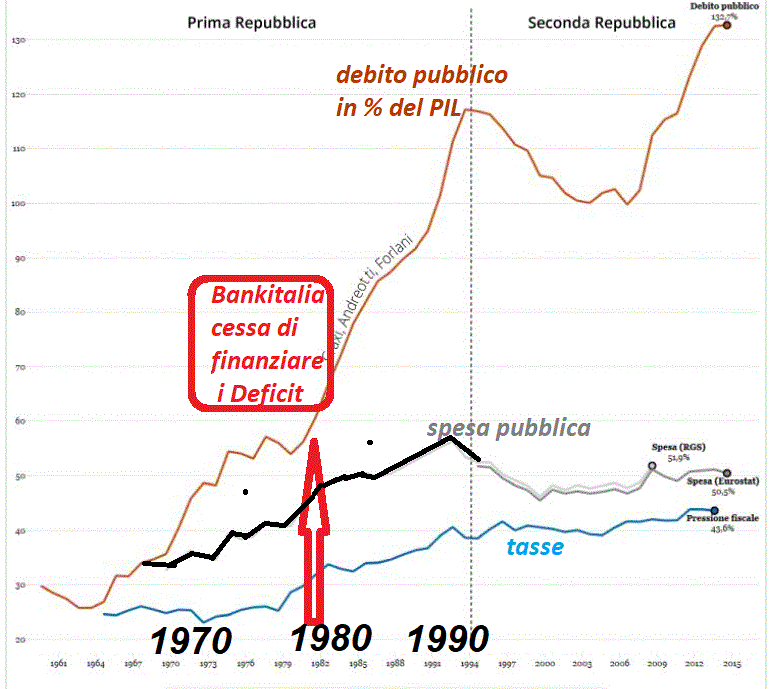 Prima Repubblica
Seconda Repubblica
Debito pubblico
132,7%
debito pubblico
in % del PIL
Andreotti, Forlani
Bankitalia
cessa di
finanziare
i Deficit
spesa pubblica
Spesa (RGS)
51,9%
Spesa (Eurostat)
50,5%
Pressione fiscale
43,6%
tasse
130
120
110
100
90
80
70
60
50
40
30
20
1970
1980
1990
1961
1964
1967
1970
1973
1976
1979
1982
1985
1988
1991
1994
1997
2000
2003
2006
2009
2012
2015